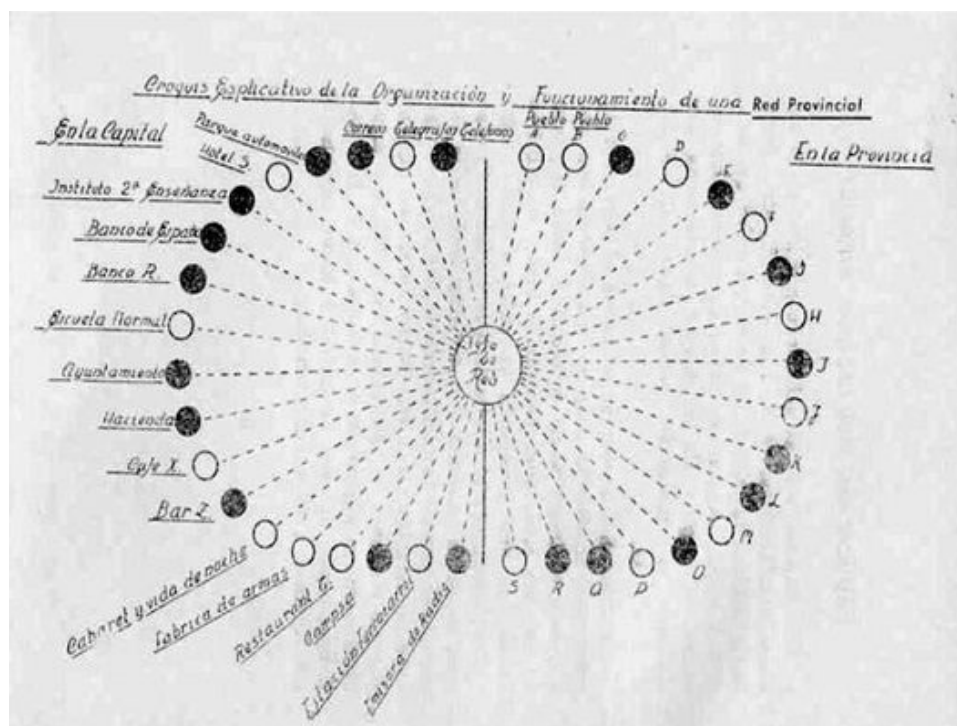 Croquis Esplicativo de la Organización y Funcionamiento de una Red Provincial
En la Capital
En la Provincia
Parque automovilos
Hotel S.
Correos
Telegrafos
Telefonos
Instituto 2ª Enseñanza
Banco de España
Banco R.
Escuela Normal
Ayuntamiento
Hacienda
Cafe X.
Bar Z.
Cabaret y vida de noche
Fabrica de armas
Restaurant G.
Campsa
Estación Ferrocarril
Emisora de Radio
Jefe
de
Red
Pueblo
A
Pueblo
B
C
D
E
F
H
J
K
L
M
O
P
Q
R
S